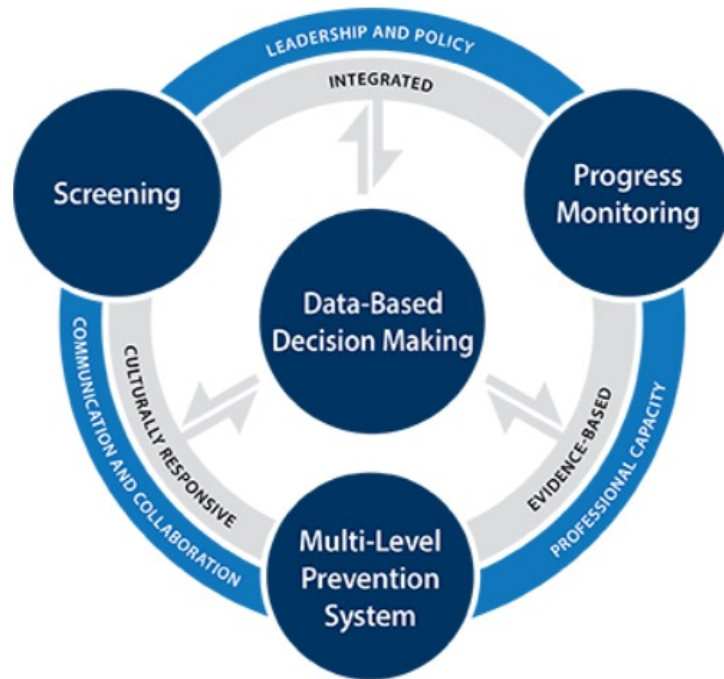 LEADERSHIP AND POLICY
INTEGRATED
Screening
Progress
Monitoring
Data-Based
Decision Making
COMMUNICATION AND COLLABORATION
CULTURALLY RESPONSIVE
EVIDENCE-BASED
PROFESSIONAL CAPACITY
Multi-Level
Prevention
System